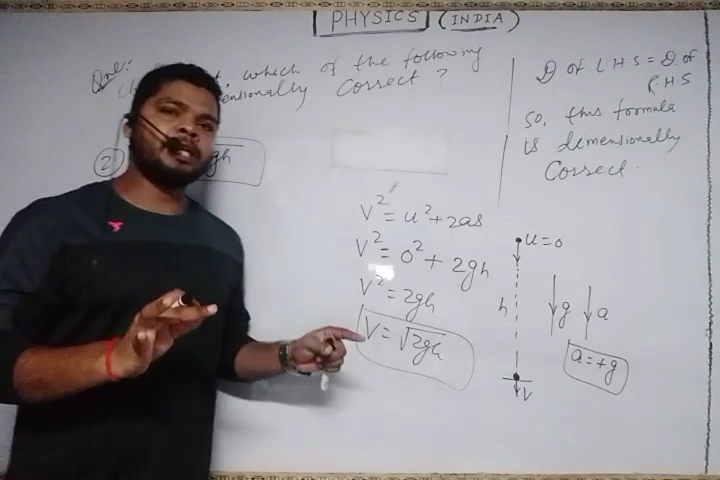 PHYSICS (INDIA)
Que: which of the following
Correct ?
(2) gh
D of LHS = D. of
R.H.S
So, this formula
is dimensionally
Correct.
V² = u² + 2as
V² = 0² + 2gh
V² = 2gh
V = √2gh
u = 0
h
g a
a = +g
V